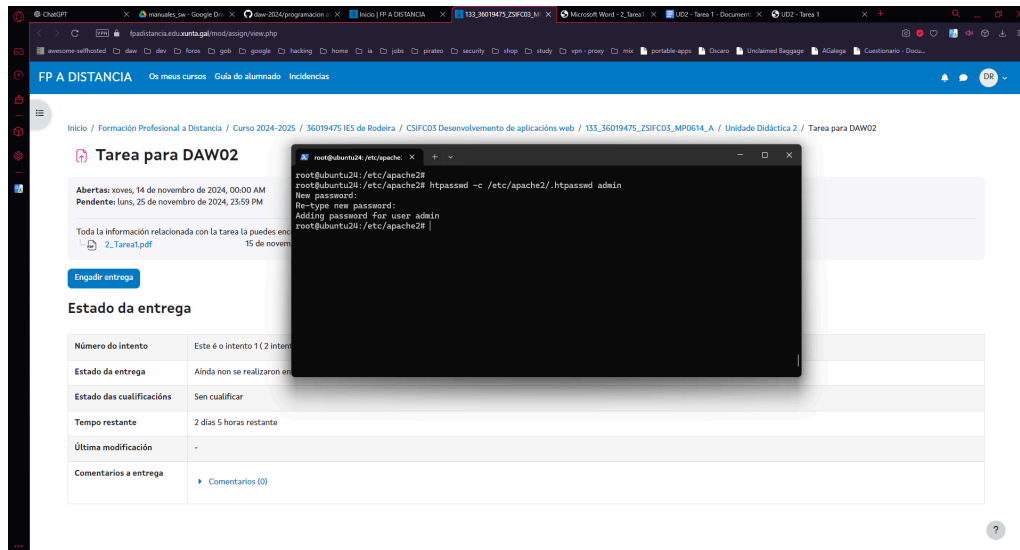 ChatGPT
manuales_sw - Google Driv
daw-2024/programacion o
Inicio | FP A DISTANCIA
133_36019475_ZSIFC03_M
Microsoft Word - 2_Tarea1
UD2 - Tarea 1 - Document
UD2 - Tarea 1
VPN fpadistancia.edu.xunta.gal/mod/assign/view.php
awesome-selfhosted daw dev foros gob google hacking home ia jobs pirateo security shop study vpn - proxy mix portable-apps Oscaro Unclaimed Baggage AGalega Cuestionario - Docu...
FP A DISTANCIA Os meus cursos Guía do alumnado Incidencias DR
Inicio / Formación Profesional a Distancia / Curso 2024-2025 / 36019475 IES de Rodeira / CSIFC03 Desenvolvemento de aplicacións web / 133_36019475_ZSIFC03_MP0614_A / Unidade Didáctica 2 / Tarea para DAW02
Tarea para DAW02
Abertas: xoves, 14 de novembro de 2024, 00:00 AM
Pendente: luns, 25 de novembro de 2024, 23:59 PM
Toda la información relacionada con la tarea la puedes enc
2_Tarea1.pdf 15 de novem
root@ubuntu24: /etc/apache
root@ubuntu24:/etc/apache2#
root@ubuntu24:/etc/apache2# htpasswd -c /etc/apache2/.htpasswd admin
New password:
Re-type new password:
Adding password for user admin
root@ubuntu24:/etc/apache2#
Engadir entrega
Estado da entrega
Número do intento Este é o intento 1 ( 2 inten
Estado da entrega Aínda non se realizaron en
Estado das cualificacións Sen cualificar
Tempo restante 2 días 5 horas restante
Última modificación -
Comentarios a entrega Comentarios (0)
?